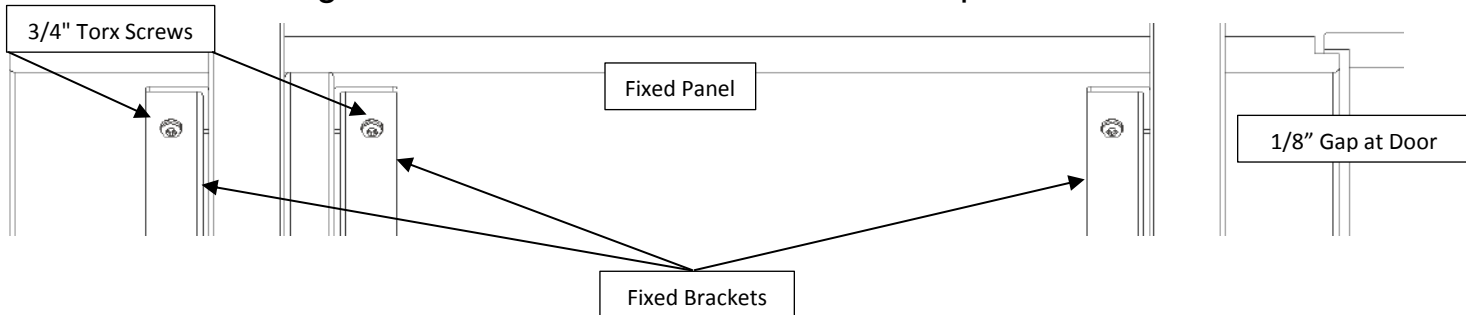 3/4" Torx Screws
Fixed Panel
1/8” Gap at Door
Fixed Brackets